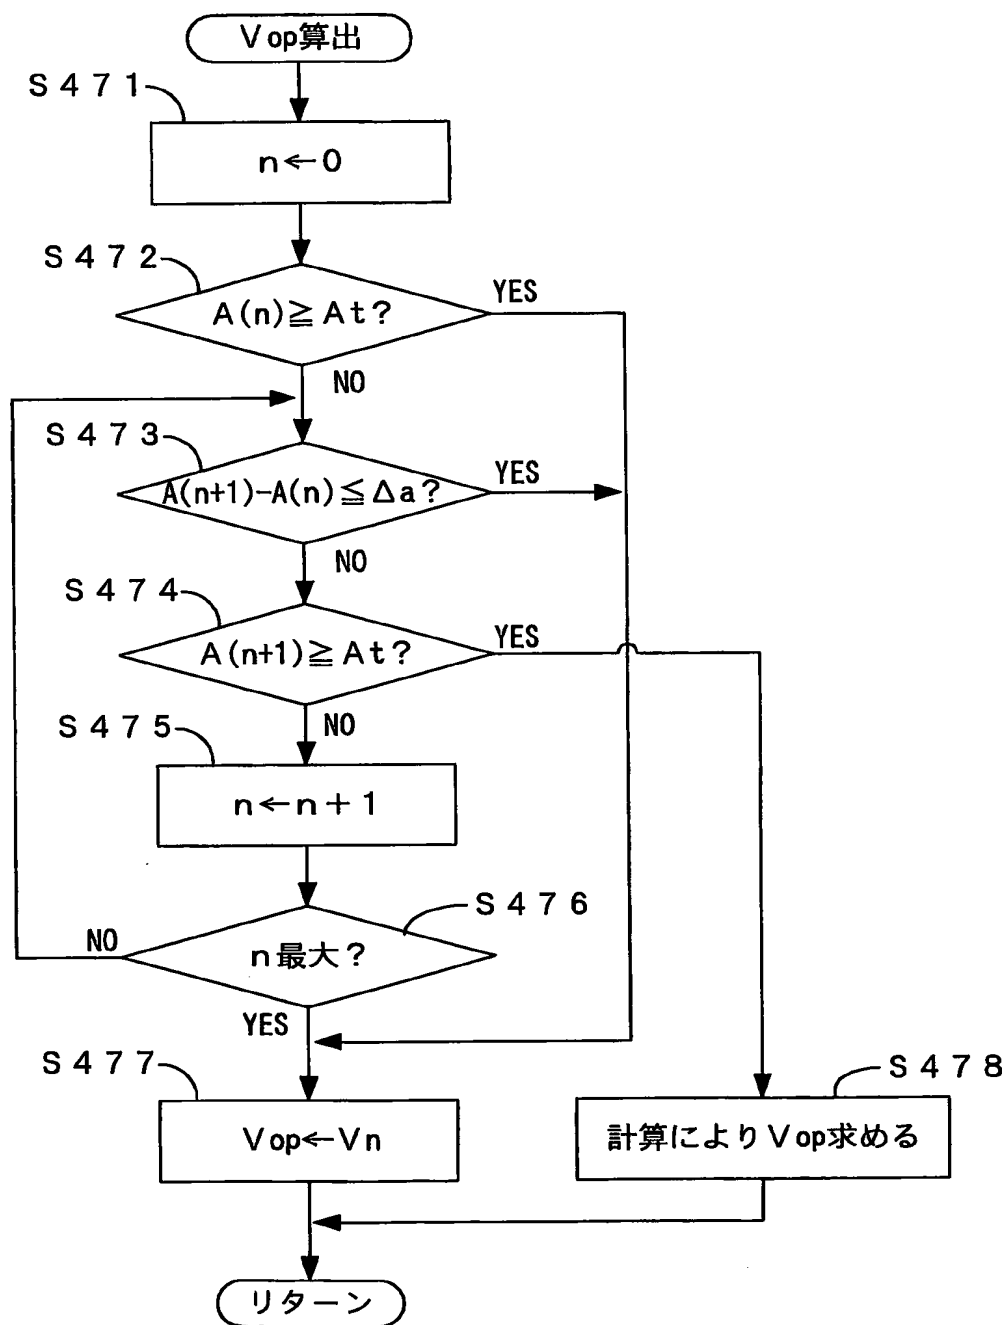 Vop算出
S471
n←0
S472
A(n)≧At?
YES
NO
S473
A(n+1)-A(n)≦Δa?
YES
NO
S474
A(n+1)≧At?
YES
NO
S475
n←n+1
S476
n最大?
NO
YES
S477
Vop←Vn
S478
計算によりVop求める
リターン